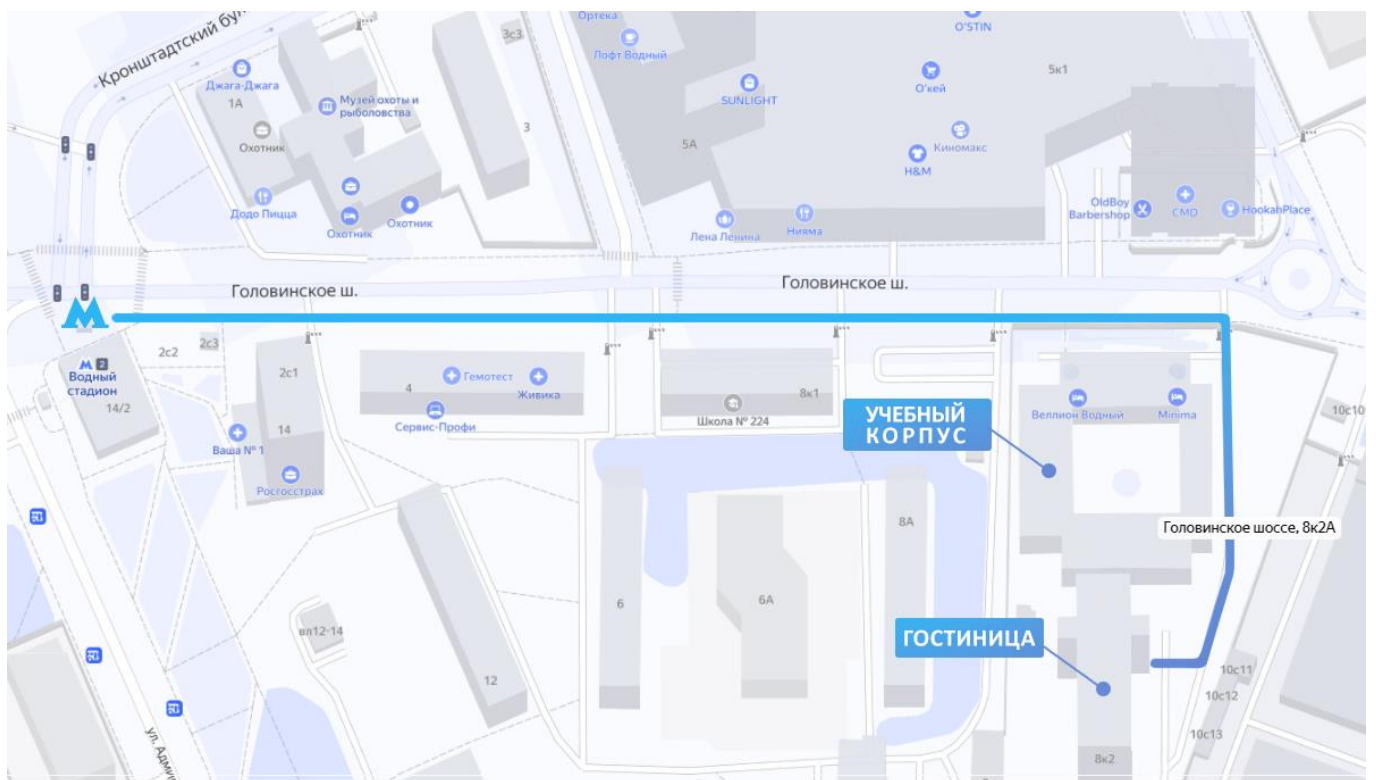 Кронштадтский бу
Ортека
Лофт Водный
O'STIN
3с3
Джага-Джага
1А
Музей охоты и
рыболовства
Охотник
3
SUNLIGHT
О'кей
5к1
5А
Киномакс
H&M
Додо Пицца
Охотник
Охотник
Лена Ленина
Нияма
OldBoy
Barbershop
CMD
HookahPlace
Головинское ш.
Головинское ш.
М
М 2
Водный
стадион
14/2
2с2
2с3
2с1
14
Ваша № 1
Росгосстрах
4
Гемотест
Живика
Сервис-Профи
8к1
Школа № 224
УЧЕБНЫЙ
КОРПУС
Веллион Водный
Minima
10с10
Головинское шоссе, 8к2А
8А
6
6А
вл12-14
12
ГОСТИНИЦА
10с11
10с12
10с13
8к2
ул. Адми